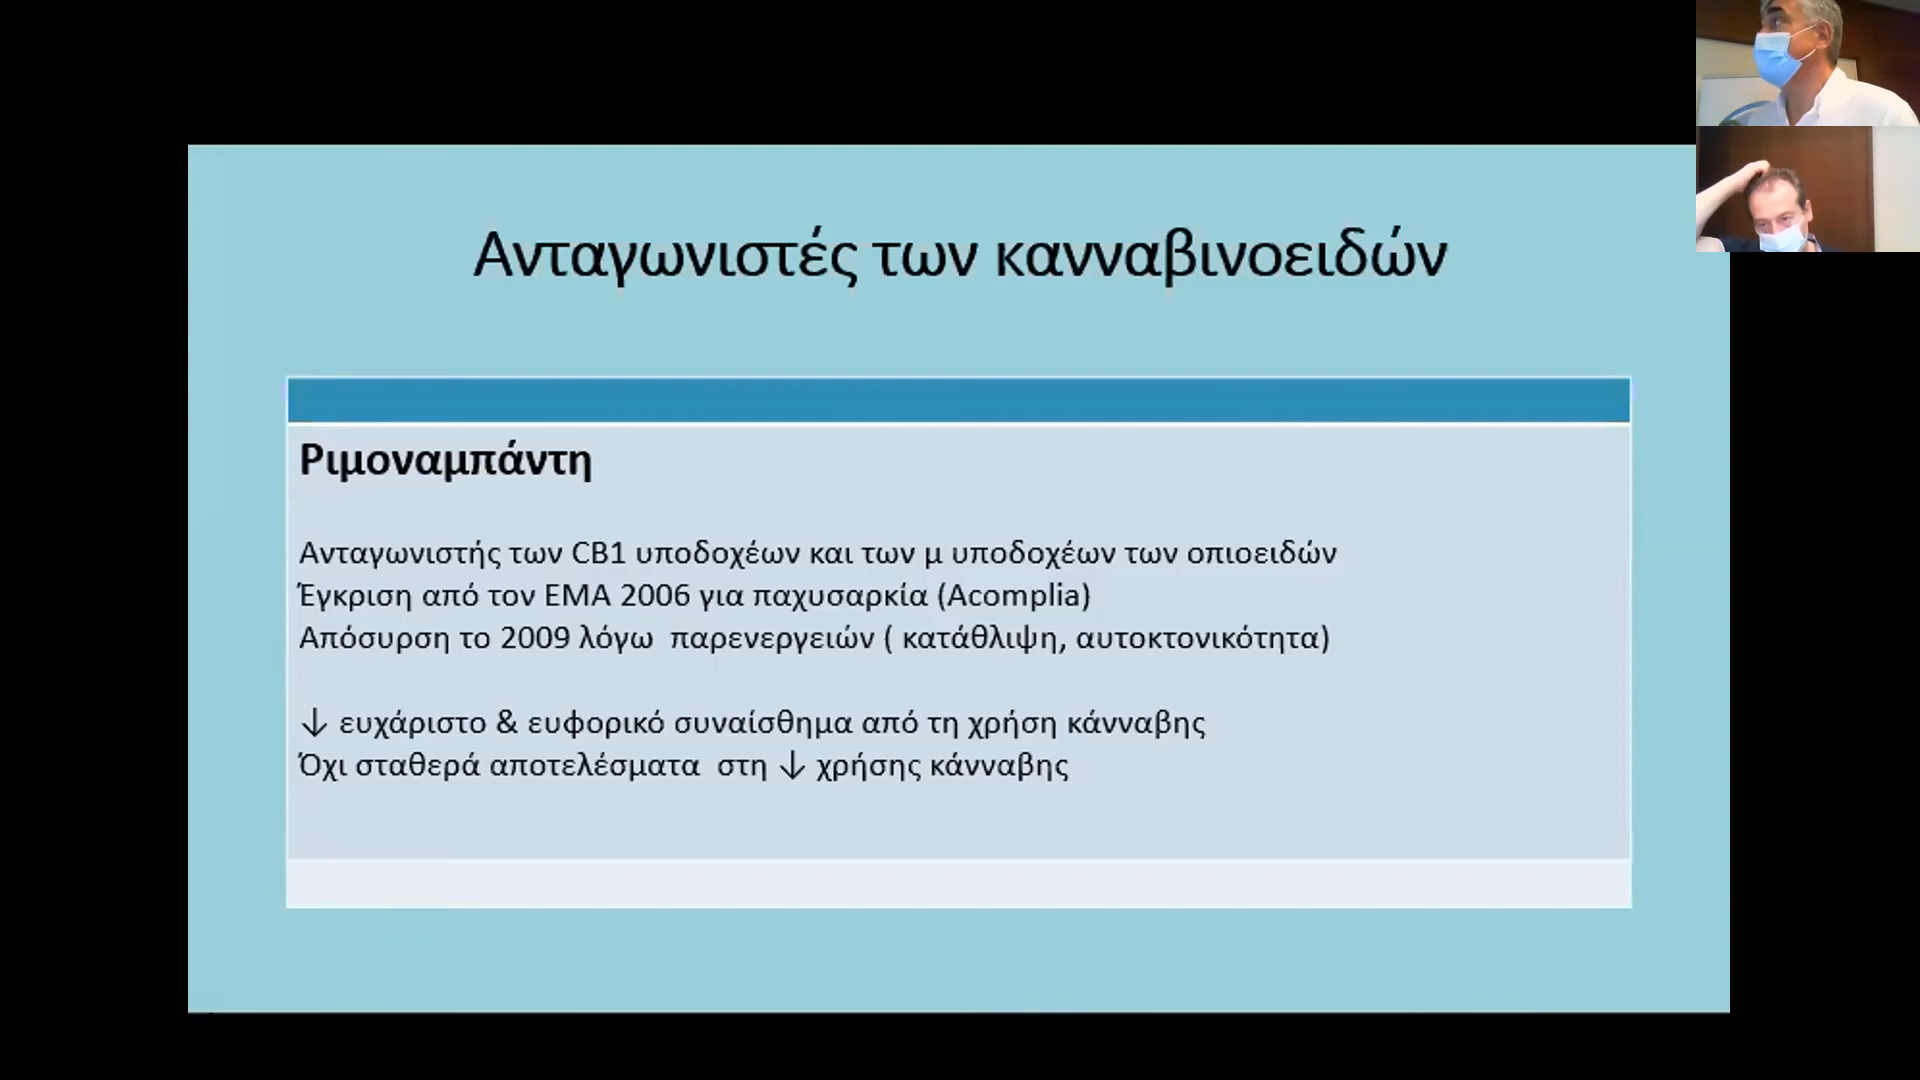 Ανταγωνιστές των κανναβινοειδών
Ριμοναμπάντη
Ανταγωνιστής των CB1 υποδοχέων και των μ υποδοχέων των οπιοειδών
Έγκριση από τον EMA 2006 για παχυσαρκία (Acomplia)
Απόσυρση το 2009 λόγω  παρενεργειών ( κατάθλιψη, αυτοκτονικότητα)
↓ ευχάριστο & ευφορικό συναίσθημα από τη χρήση κάνναβης
Όχι σταθερά αποτελέσματα  στη ↓ χρήσης κάνναβης